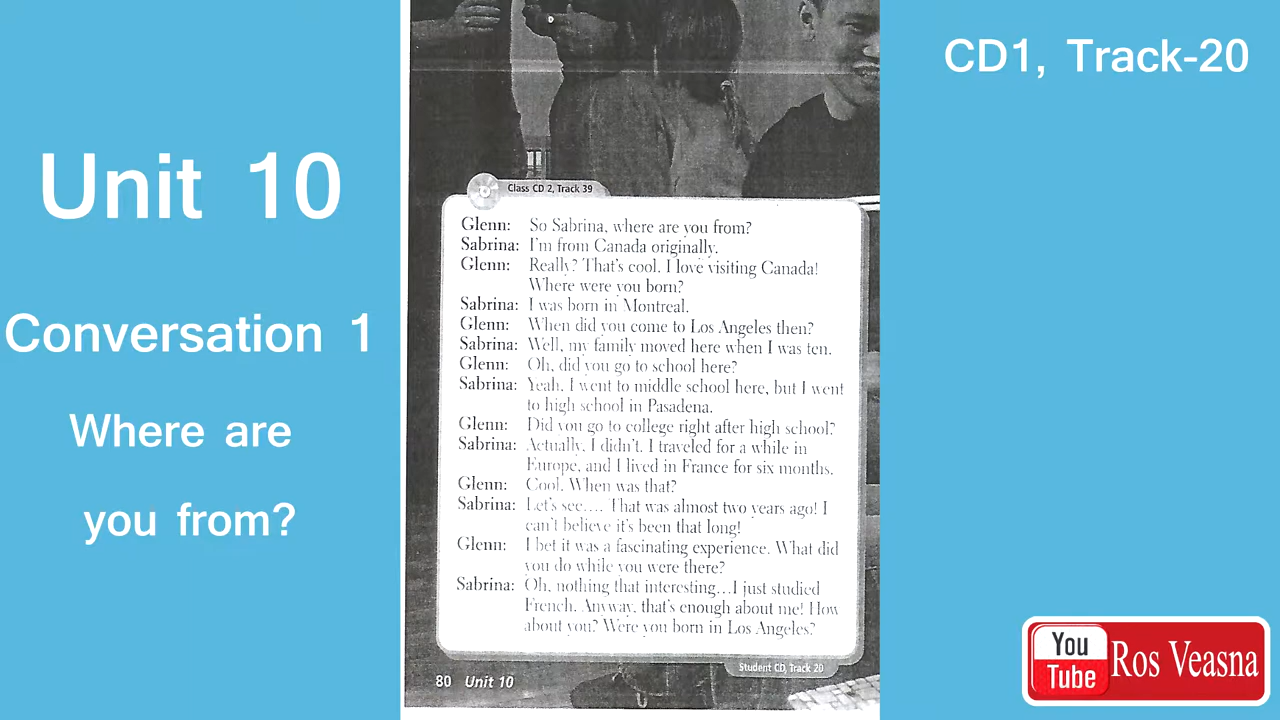 Unit 10
Conversation 1
Where are
you from?
Class CD 2, Track 39
Glenn: So Sabrina, where are you from?
Sabrina: I'm from Canada originally.
Glenn: Really? That's cool. I love visiting Canada!
Where were you born?
Sabrina: I was born in Montreal.
Glenn: When did you come to Los Angeles then?
Sabrina: Well, my family moved here when I was ten.
Glenn: Oh, did you go to school here?
Sabrina: Yeah, I went to middle school here, but I went
to high school in Pasadena.
Glenn: Did you go to college right after high school?
Sabrina: Actually, I didn't. I traveled for a while in
Europe, and I lived in France for six months.
Glenn: Cool. When was that?
Sabrina: Let's see.... That was almost two years ago! I
can't believe it's been that long!
Glenn: I bet it was a fascinating experience. What did
you do while you were there?
Sabrina: Oh, nothing that interesting...I just studied
French. Anyway, that's enough about me! How
about you? Were you born in Los Angeles?
Student CD, Track 20
80 Unit 10
CD1, Track-20
You
Tube
Ros Veasna